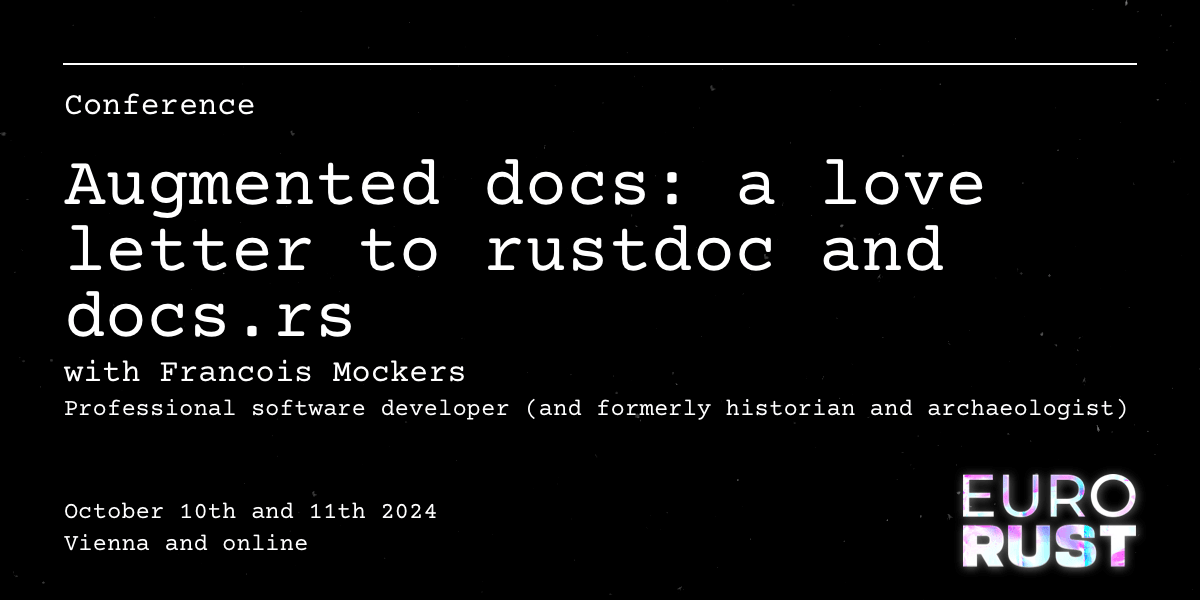 Conference
Augmented docs: a love
letter to rustdoc and
docs.rs
with Francois Mockers
Professional software developer (and formerly historian and archaeologist)
October 10th and 11th 2024
Vienna and online
EURO
RUST